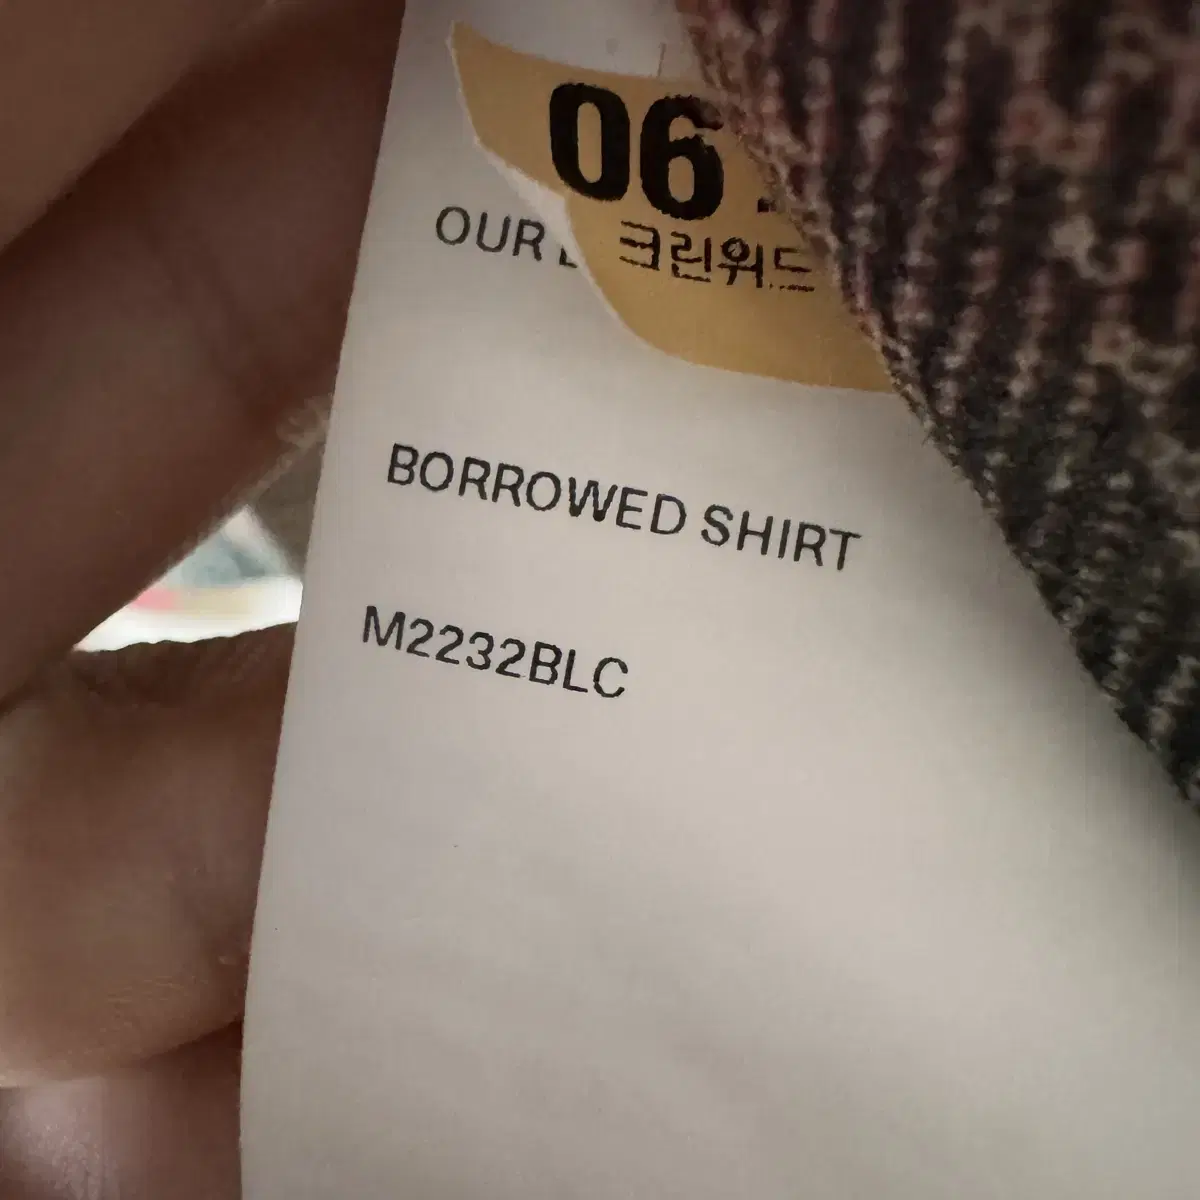 06
OUR
크린워드
BORROWED SHIRT
M2232BLC